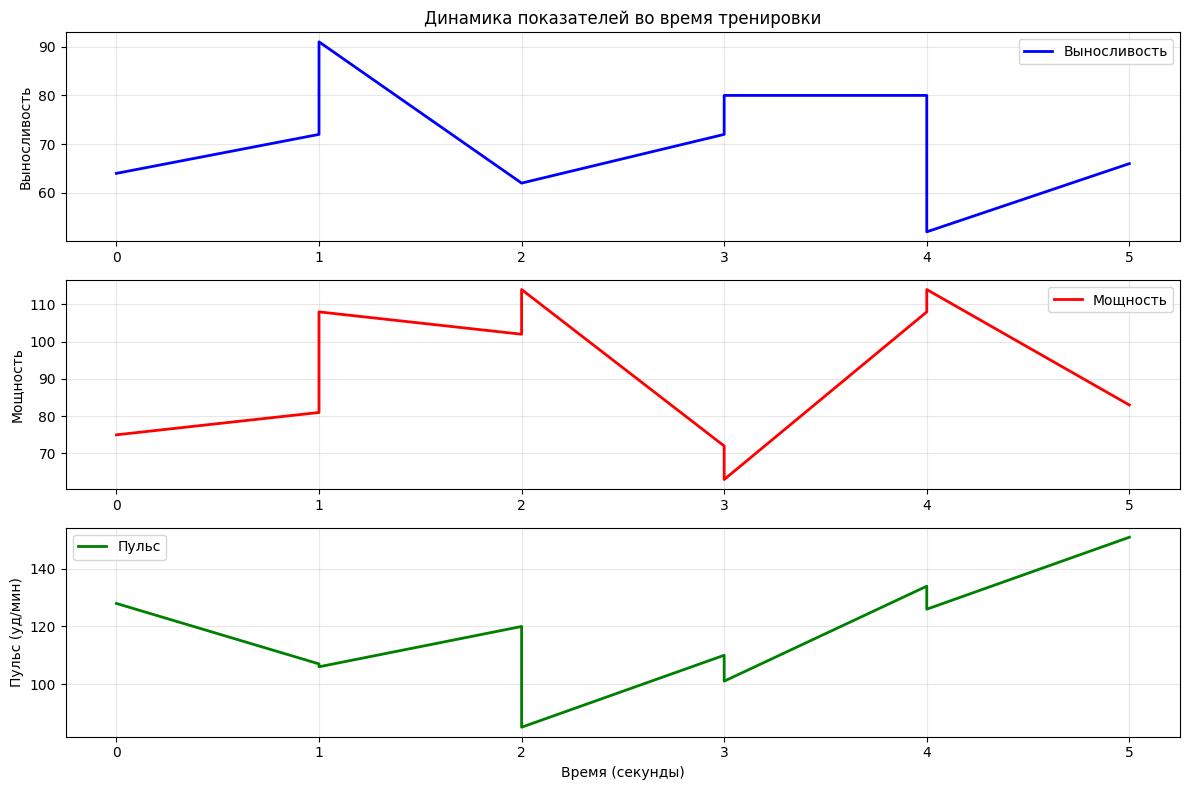 Динамика показателей во время тренировки
Выносливость
90
80
70
60
Выносливость
0 1 2 3 4 5
Мощность
110
100
90
80
70
Мощность
0 1 2 3 4 5
Пульс (уд/мин)
140
120
100
Пульс
0 1 2 3 4 5
Время (секунды)